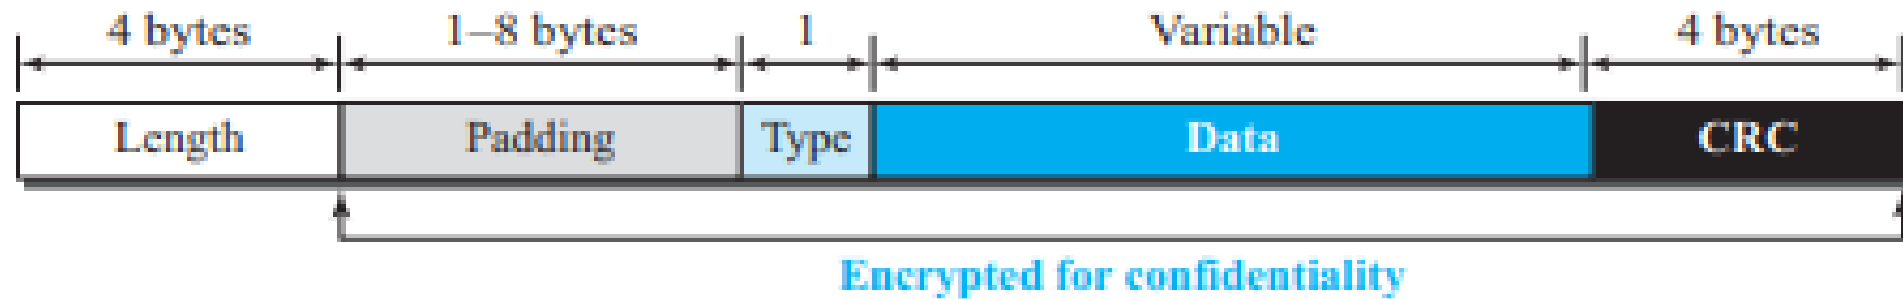 4 bytes 1–8 bytes 1 Variable 4 bytes
Length Padding Type Data CRC
Encrypted for confidentiality